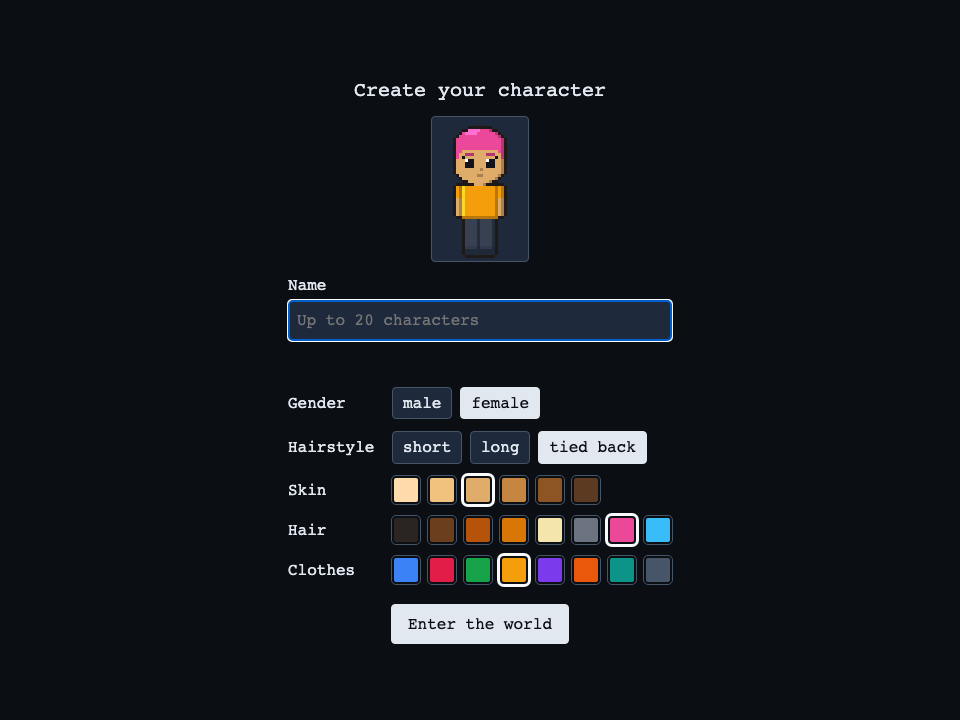 Create your character
Name
Up to 20 characters
Gender male female
Hairstyle short long tied back
Skin
Hair
Clothes
Enter the world